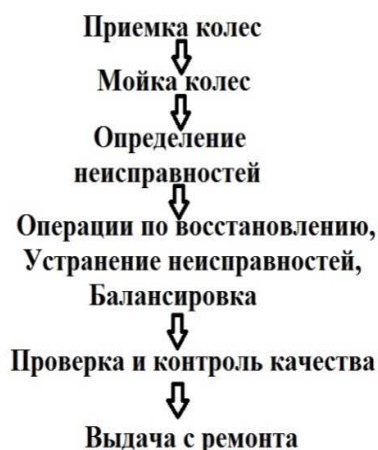 Приемка колес
Мойка колес
Определение
неисправностей
Операции по восстановлению,
Устранение неисправностей,
Балансировка
Проверка и контроль качества
Выдача с ремонта